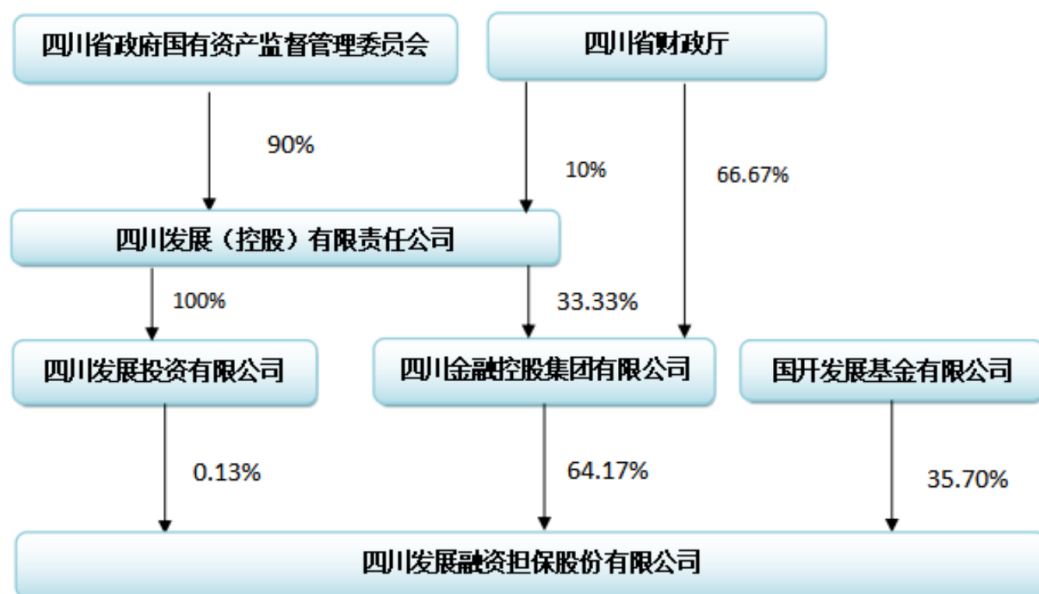 四川省政府国有资产监督管理委员会
四川省财政厅
90%
10%
66.67%
四川发展（控股）有限责任公司
100%
33.33%
四川发展投资有限公司
四川金融控股集团有限公司
国开发展基金有限公司
0.13%
64.17%
35.70%
四川发展融资担保股份有限公司